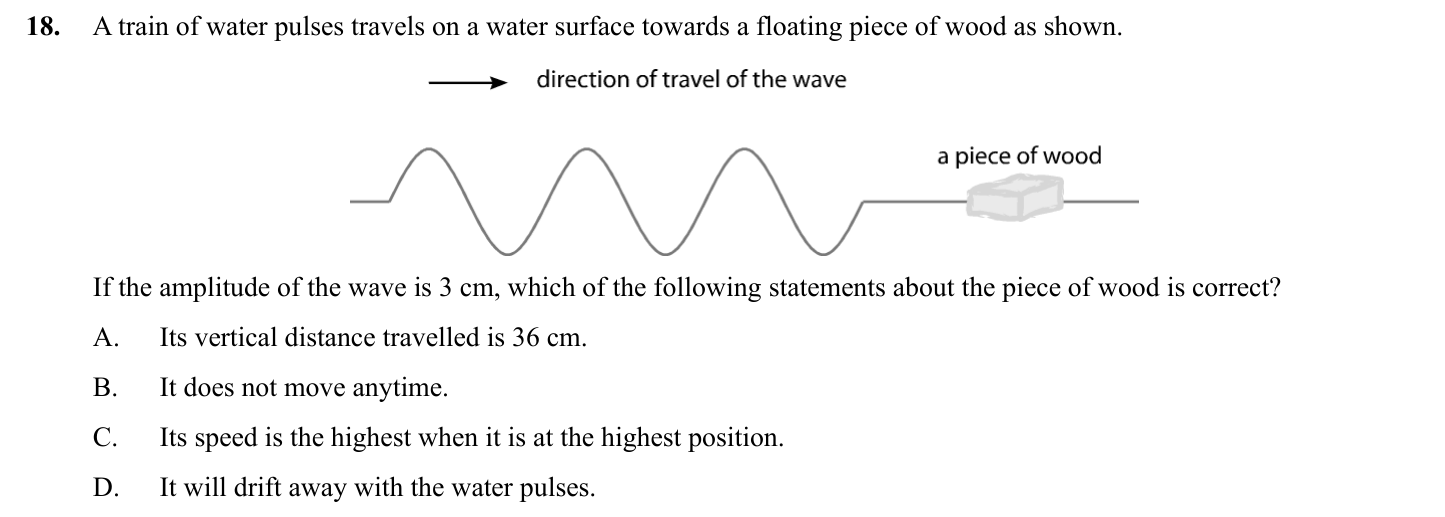 18. A train of water pulses travels on a water surface towards a floating piece of wood as shown.
direction of travel of the wave
a piece of wood
If the amplitude of the wave is 3 cm, which of the following statements about the piece of wood is correct?
A. Its vertical distance travelled is 36 cm.
B. It does not move anytime.
C. Its speed is the highest when it is at the highest position.
D. It will drift away with the water pulses.